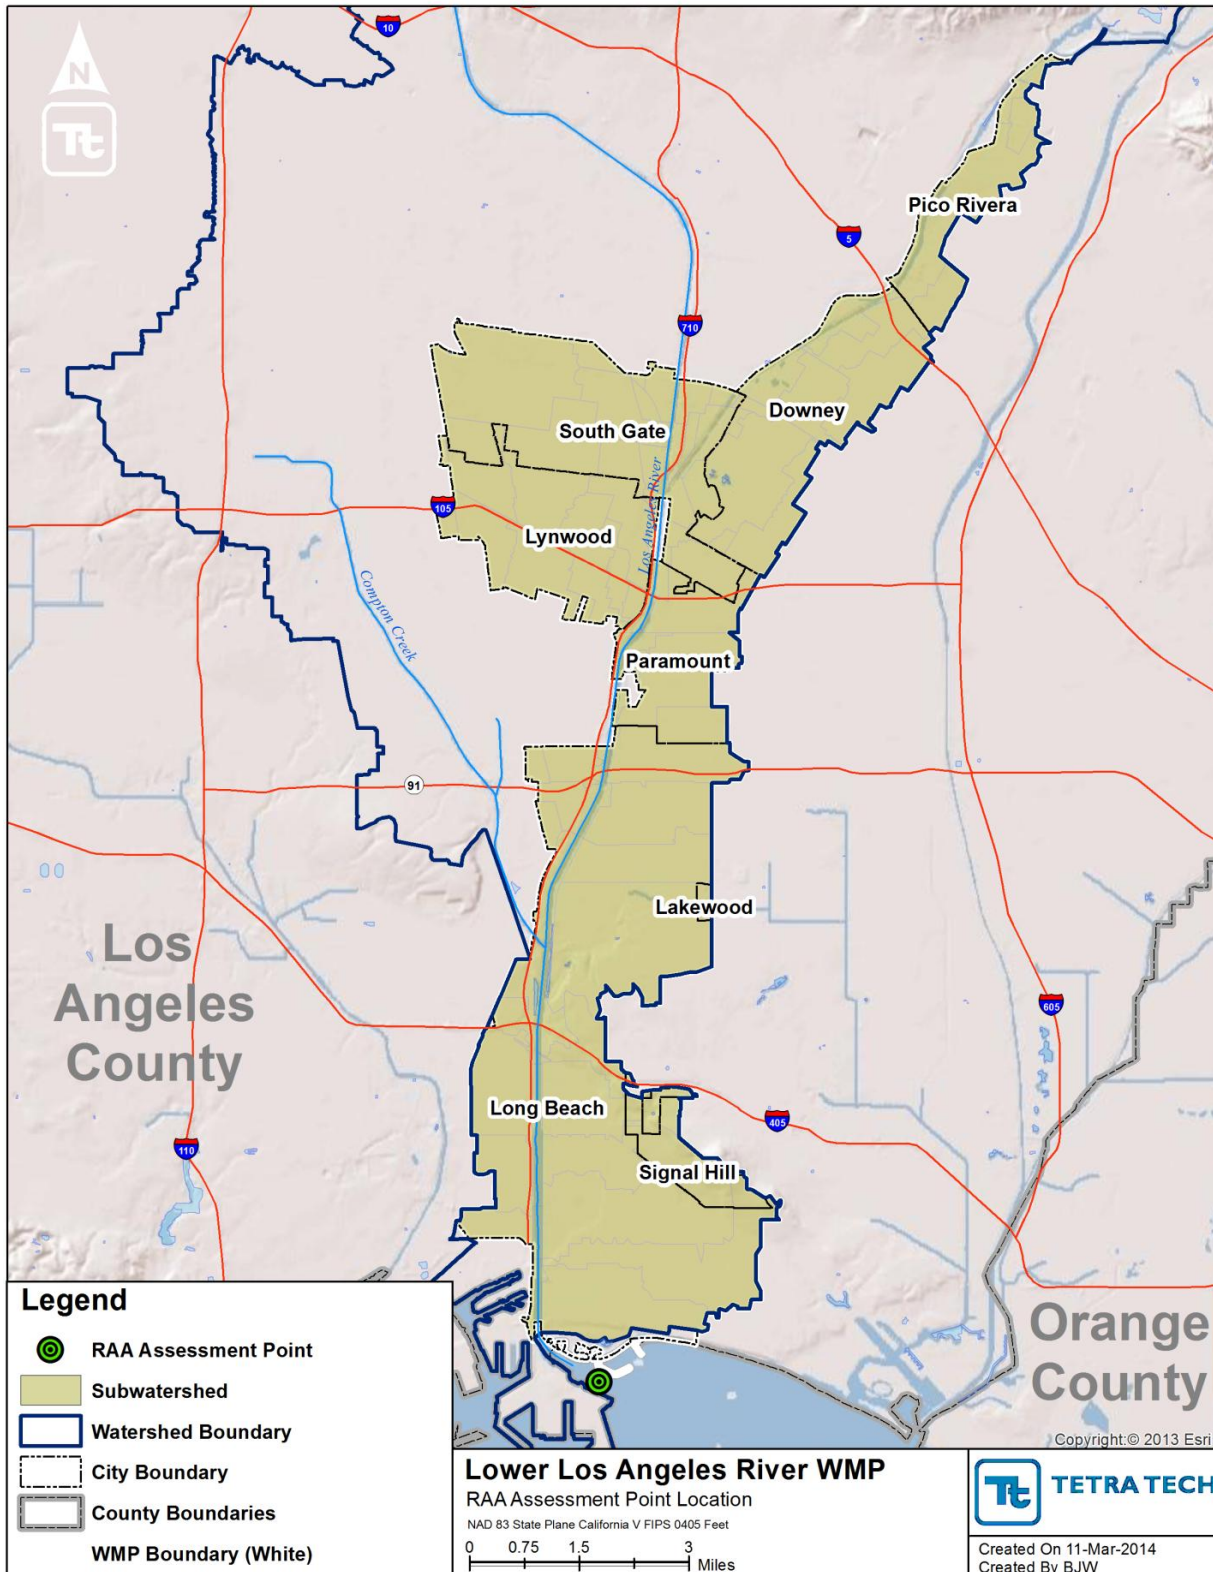 10
N
Tt
Pico Rivera
5
710
Downey
South Gate
Los Angeles River
105
Lynwood
Compton Creek
Paramount
91
Lakewood
Los
Angeles
County
605
Long Beach
405
110
Signal Hill
Orange
County
Copyright:© 2013 Esri
Legend
RAA Assessment Point
Subwatershed
Watershed Boundary
City Boundary
County Boundaries
WMP Boundary (White)
Lower Los Angeles River WMP
RAA Assessment Point Location
NAD 83 State Plane California V FIPS 0405 Feet
0 0.75 1.5 3
Miles
Tt TETRA TECH
Created On 11-Mar-2014
Created By BJW